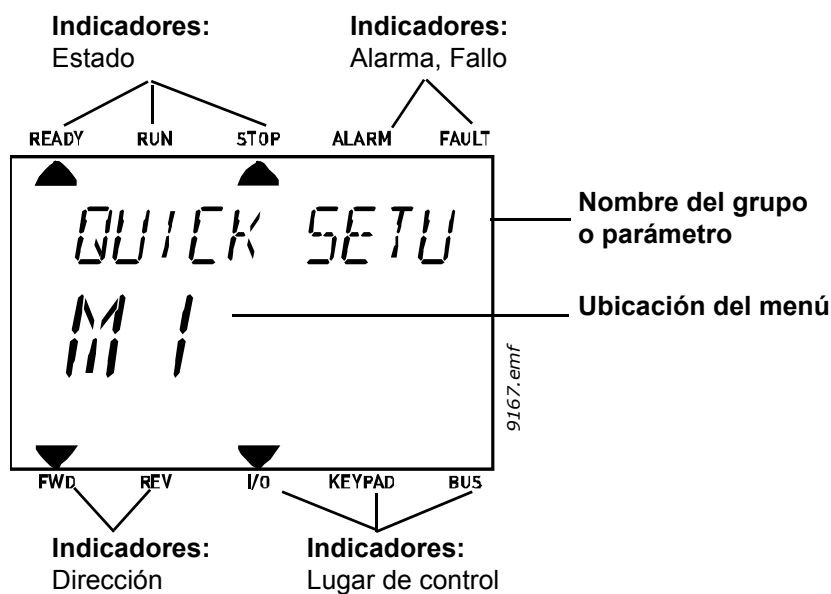 Indicadores:
Estado
Indicadores:
Alarma, Fallo
READY RUN STOP ALARM FAULT
QUICK SETU
Nombre del grupo
o parámetro
M1
Ubicación del menú
9167.emf
FWD REV I/O KEYPAD BUS
Indicadores:
Dirección
Indicadores:
Lugar de control